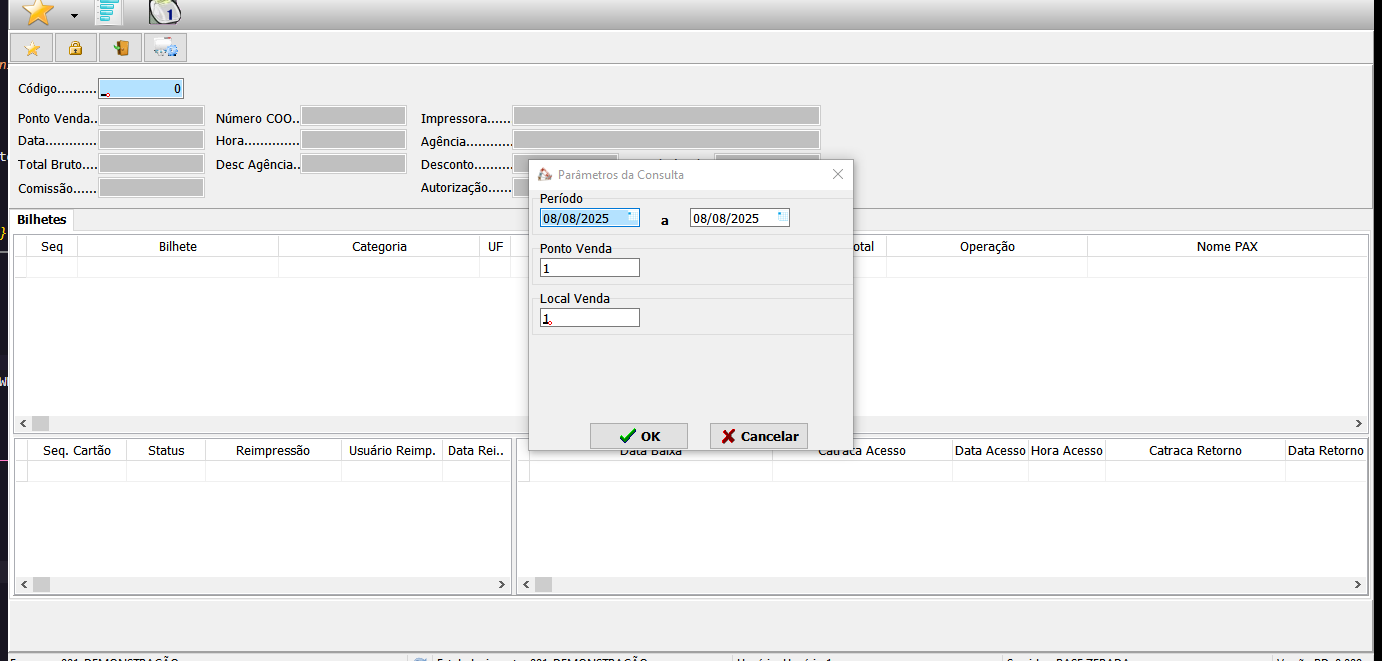 1
Código..........
0
Ponto Venda..
Número COO..
Impressora......
Data.............
Hora.............
Agência...........
Total Bruto....
Desc Agência..
Desconto.........
Comissão......
Autorização......
Bilhetes
Seq
Bilhete
Categoria
UF
otal
Operação
Nome PAX
Parâmetros da Consulta
Período
08/08/2025
a
08/08/2025
Ponto Venda
1
Local Venda
1
OK
Cancelar
Seq. Cartão
Status
Reimpressão
Usuário Reimp.
Data Rei..
Data Baixa
Catraca Acesso
Data Acesso
Hora Acesso
Catraca Retorno
Data Retorno